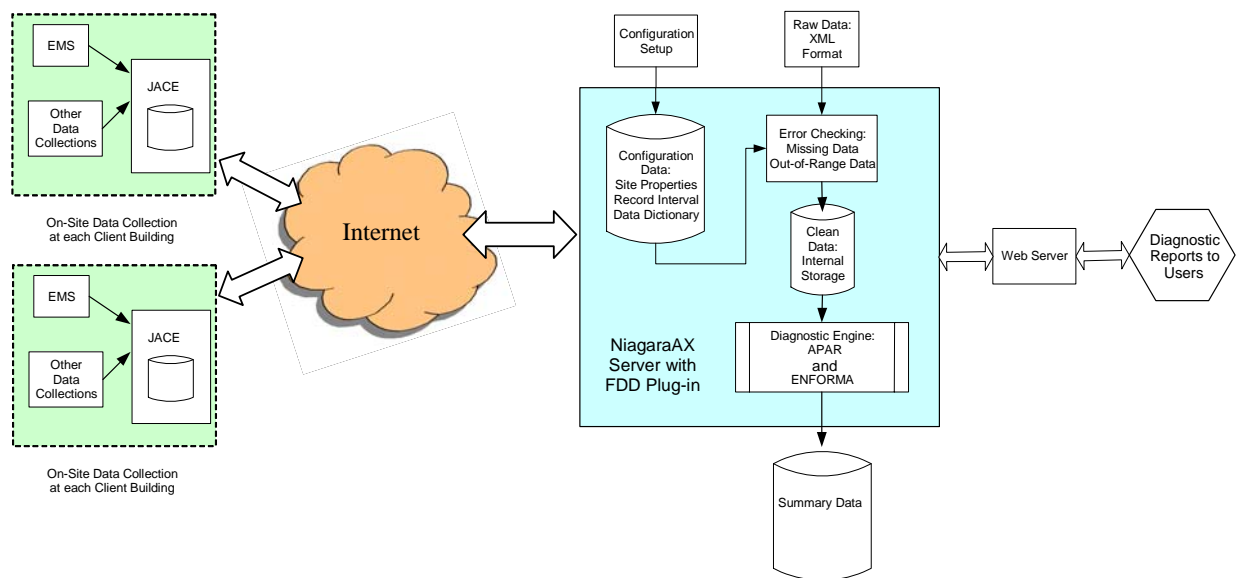 EMS
JACE
Other
Data
Collections
On-Site Data Collection
at each Client Building
EMS
JACE
Other
Data
Collections
On-Site Data Collection
at each Client Building
Internet
Configuration
Setup
Raw Data:
XML
Format
Configuration
Data:
Site Properties
Record Interval
Data Dictionary
Error Checking:
Missing Data
Out-of-Range Data
Clean
Data:
Internal
Storage
NiagaraAX
Server with
FDD Plug-in
Diagnostic Engine:
APAR
and
ENFORMA
Summary Data
Web Server
Diagnostic
Reports to
Users